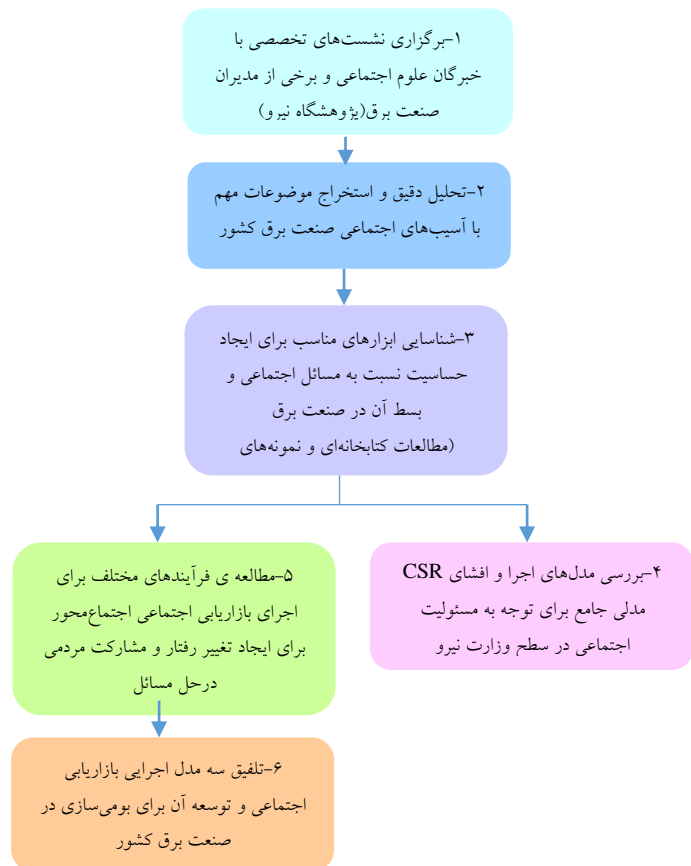 ۱-برگزاری نشست‌های تخصصی با
خبرگان علوم اجتماعی و برخی از مدیران
صنعت برق(پژوهشگاه نیرو)
۲-تحلیل دقیق و استخراج موضوعات مهم
با آسیب‌های اجتماعی صنعت برق کشور
۳-شناسایی ابزارهای مناسب برای ایجاد
حساسیت نسبت به مسائل اجتماعی و
بسط آن در صنعت برق
(مطالعات کتابخانه‌ای و نمونه‌های
۴-بررسی مدل‌های اجرا و افشای CSR
مدلی جامع برای توجه به مسئولیت
اجتماعی در سطح وزارت نیرو
۵-مطالعه ی فرآیندهای مختلف برای
اجرای بازاریابی اجتماعی اجتماع‌محور
برای ایجاد تغییر رفتار و مشارکت مردمی
درحل مسائل
۶-تلفیق سه مدل اجرایی بازاریابی
اجتماعی و توسعه آن برای بومی‌سازی در
صنعت برق کشور